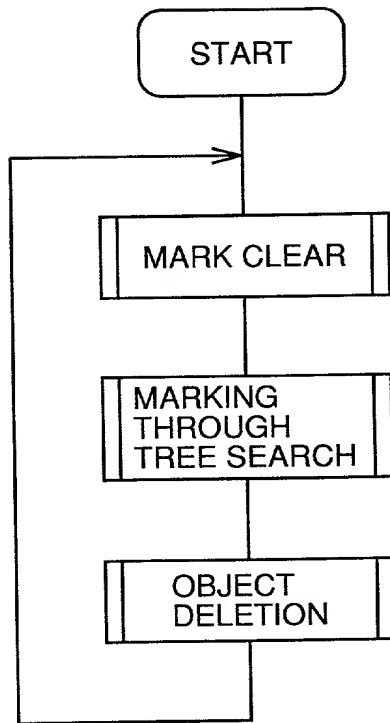 START
MARK CLEAR
MARKING
THROUGH
TREE SEARCH
OBJECT
DELETION